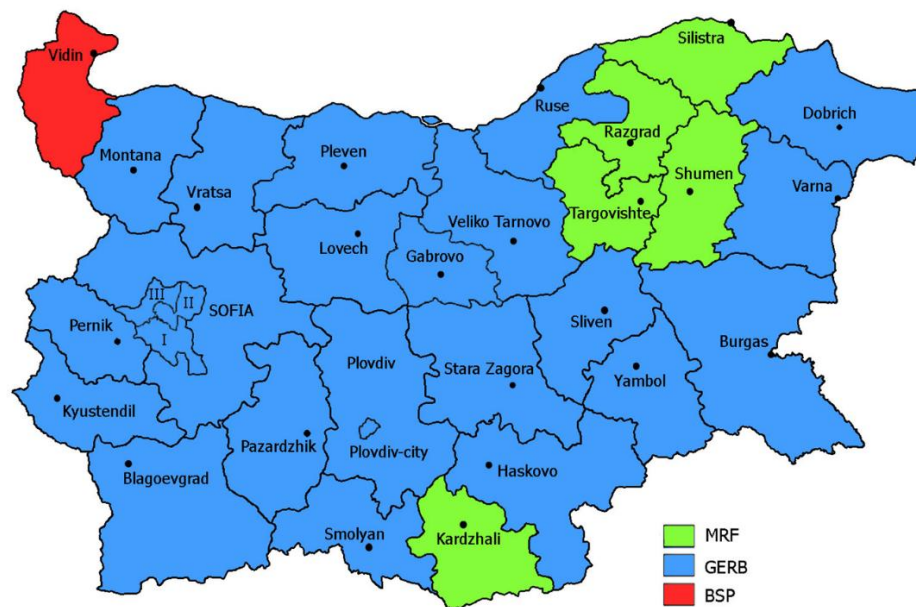 Silistra
Vidin
Ruse
Dobrich
Razgrad
Montana
Pleven
Shumen
Vratsa
Varna
Targovishte
Veliko Tarnovo
Lovech
Gabrovo
III
II
SOFIA
Sliven
Pernik
I
Burgas
Plovdiv
Stara Zagora
Yambol
Kyustendil
Pazardzhik
Plovdiv-city
Blagoevgrad
Haskovo
Smolyan
Kardzhali
MRF
GERB
BSP